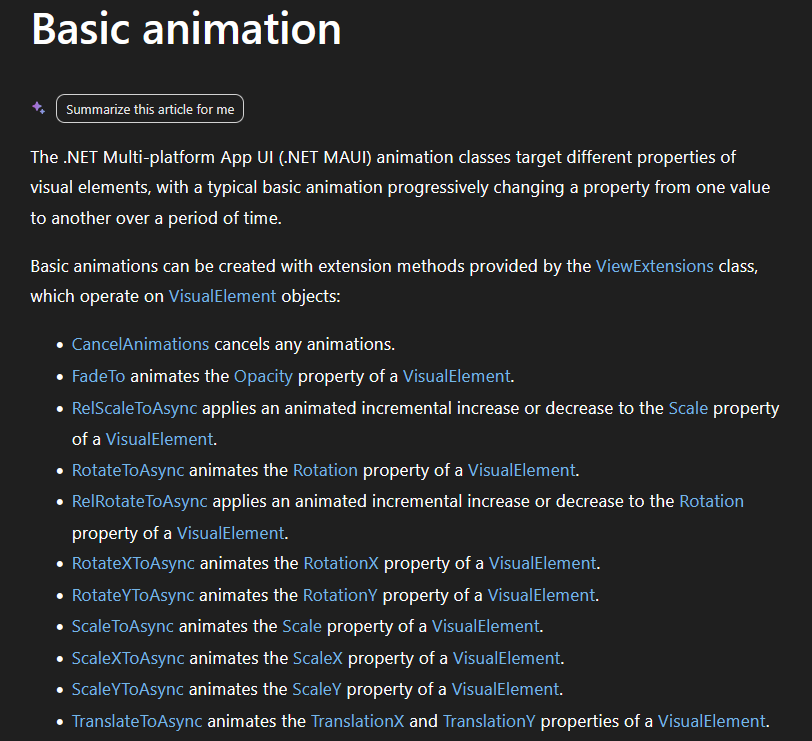 Basic animation
Summarize this article for me
The .NET Multi-platform App UI (.NET MAUI) animation classes target different properties of
visual elements, with a typical basic animation progressively changing a property from one value
to another over a period of time.
Basic animations can be created with extension methods provided by the ViewExtensions class,
which operate on VisualElement objects:
• CancelAnimations cancels any animations.
• FadeTo animates the Opacity property of a VisualElement.
• RelScaleToAsync applies an animated incremental increase or decrease to the Scale property
of a VisualElement.
• RotateToAsync animates the Rotation property of a VisualElement.
• RelRotateToAsync applies an animated incremental increase or decrease to the Rotation
property of a VisualElement.
• RotateXToAsync animates the RotationX property of a VisualElement.
• RotateYToAsync animates the RotationY property of a VisualElement.
• ScaleToAsync animates the Scale property of a VisualElement.
• ScaleXToAsync animates the ScaleX property of a VisualElement.
• ScaleYToAsync animates the ScaleY property of a VisualElement.
• TranslateToAsync animates the TranslationX and TranslationY properties of a VisualElement.